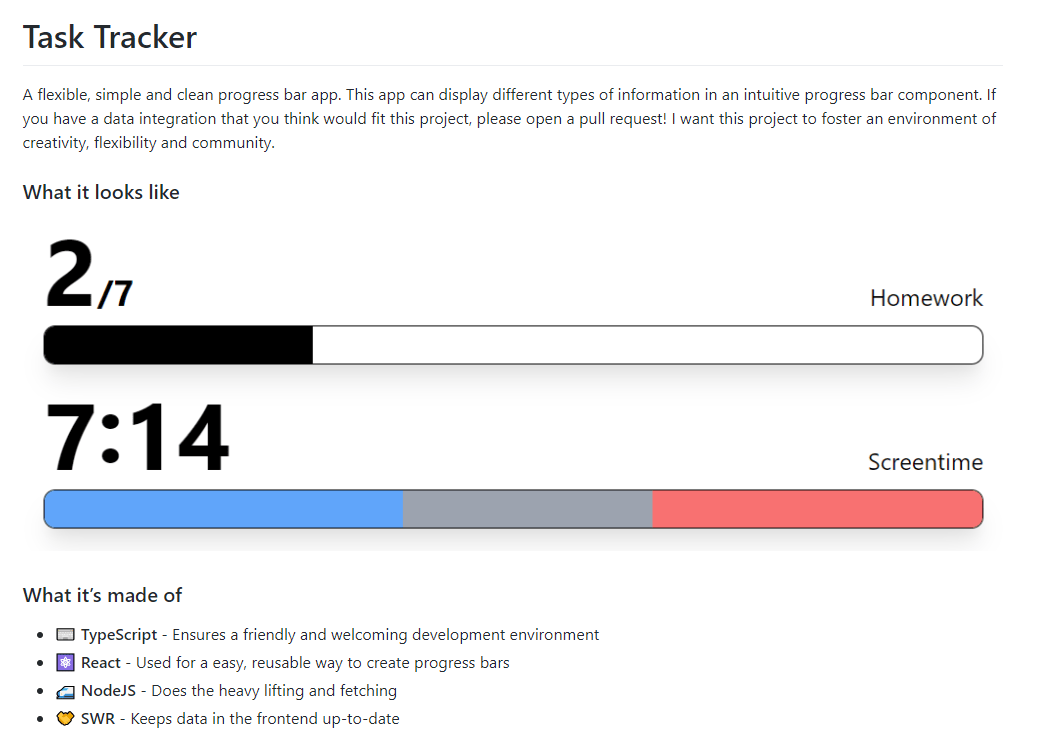 Task Tracker
A flexible, simple and clean progress bar app. This app can display different types of information in an intuitive progress bar component. If
you have a data integration that you think would fit this project, please open a pull request! I want this project to foster an environment of
creativity, flexibility and community.
What it looks like
2/7
Homework
7:14
Screentime
What it's made of
TypeScript - Ensures a friendly and welcoming development environment
React - Used for a easy, reusable way to create progress bars
NodeJS - Does the heavy lifting and fetching
SWR - Keeps data in the frontend up-to-date